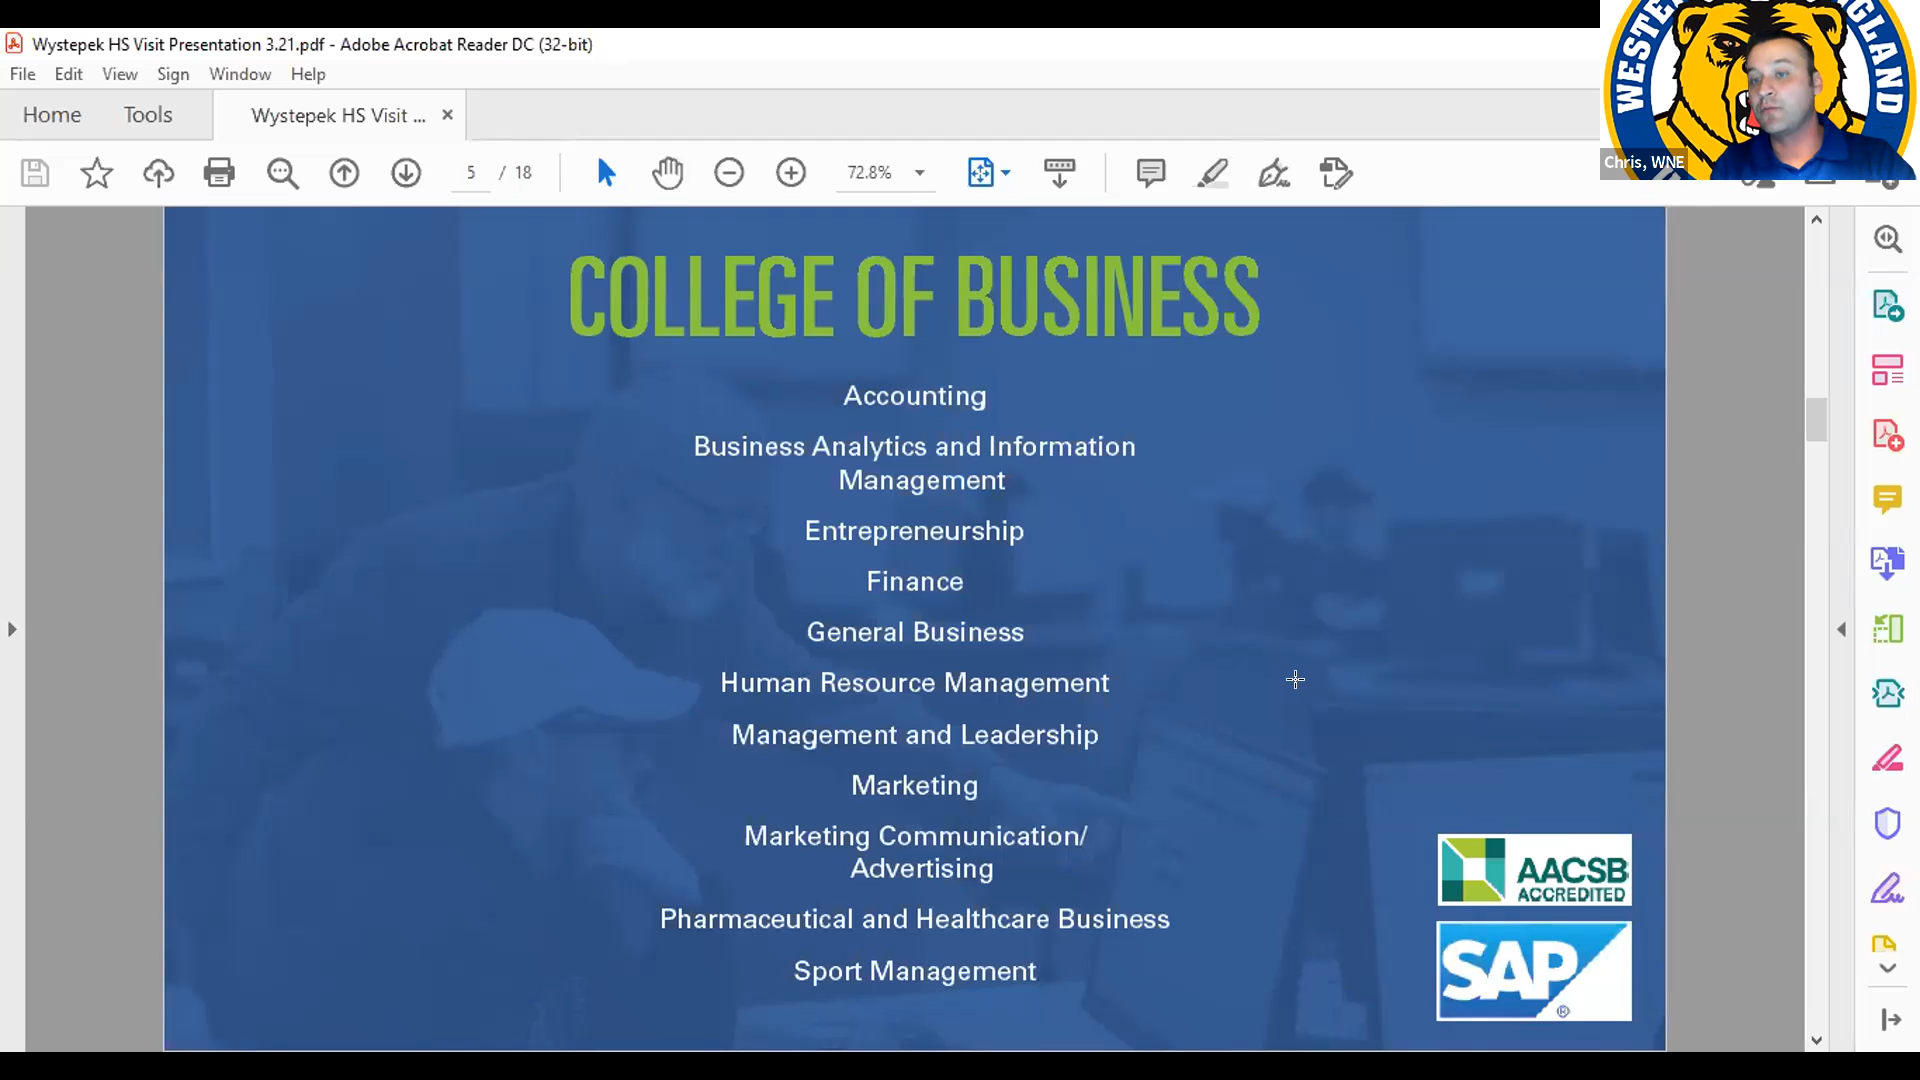 Wystepek HS Visit Presentation 3.21.pdf - Adobe Acrobat Reader DC (32-bit)
File Edit View Sign Window Help
Home Tools Wystepek HS Visit ... ×
5 / 18 72.8%
WESTE
GLAND
Chris, WNE
COLLEGE OF BUSINESS
Accounting
Business Analytics and Information
Management
Entrepreneurship
Finance
General Business
Human Resource Management
Management and Leadership
Marketing
Marketing Communication/
Advertising
Pharmaceutical and Healthcare Business
Sport Management
AACSB
ACCREDITED
SAP
®